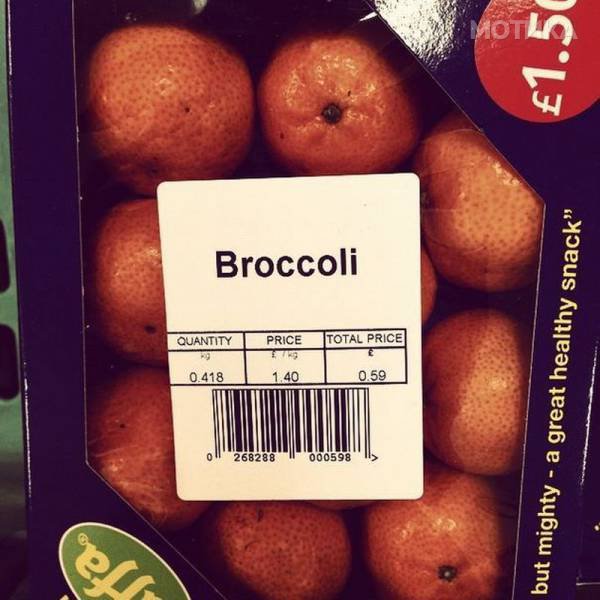 МОТИКА
£1.50
Broccoli
QUANTITY PRICE TOTAL PRICE
kg £ / kg £
0.418 1.40 0.59
0 268288 000598 >
but mighty - a great healthy snack"